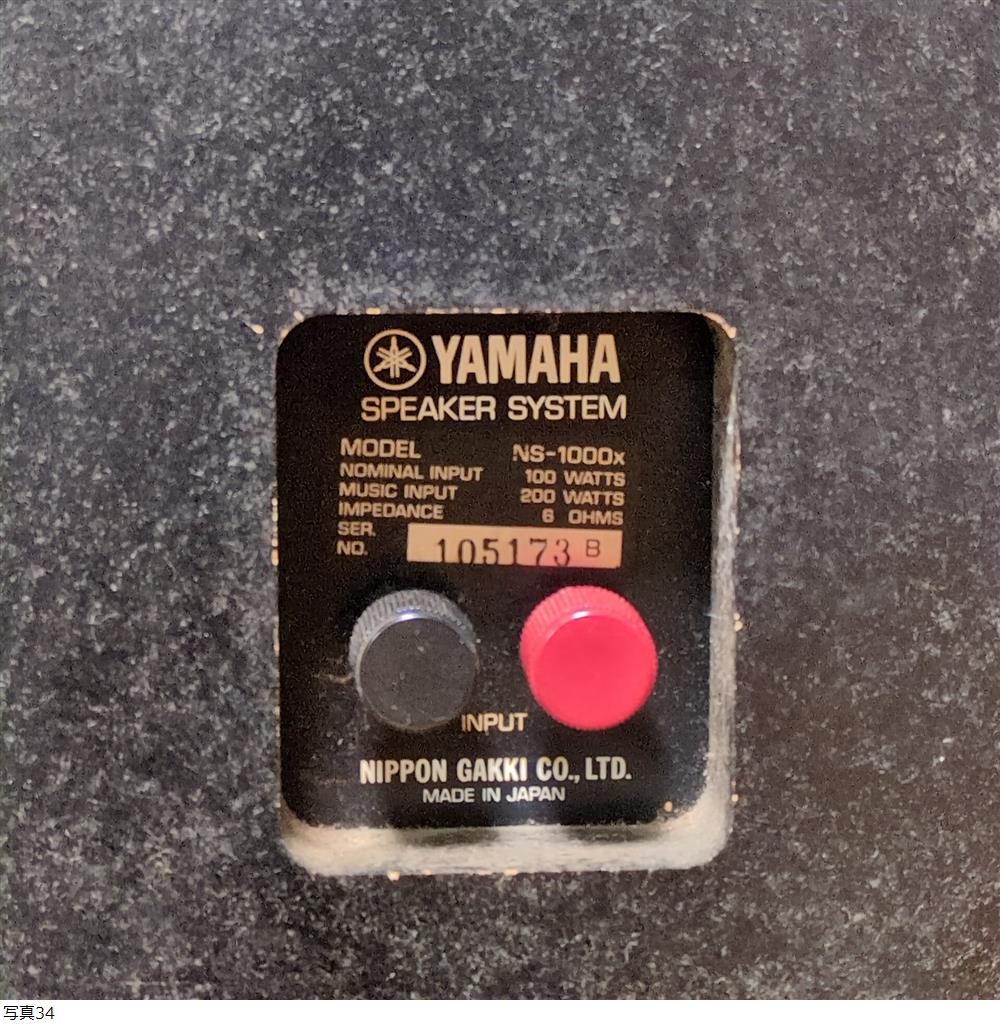 YAMAHA
SPEAKER SYSTEM
MODEL NS-1000x
NOMINAL INPUT 100 WATTS
MUSIC INPUT 200 WATTS
IMPEDANCE 6 OHMS
SER.
NO. 105173 B
INPUT
NIPPON GAKKI CO., LTD.
MADE IN JAPAN
写真34